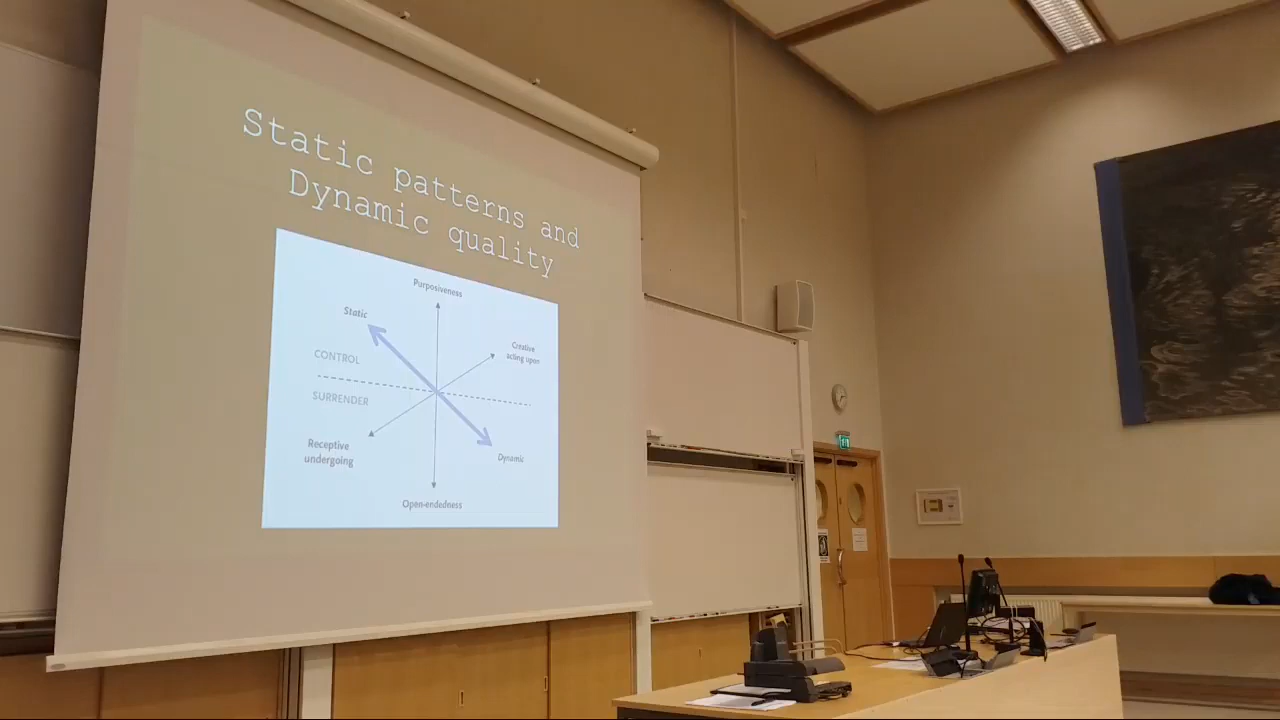 Static patterns and
Dynamic quality
Purposiveness
Static
Creative
acting upon
CONTROL
SURRENDER
Receptive
undergoing
Dynamic
Open-endedness